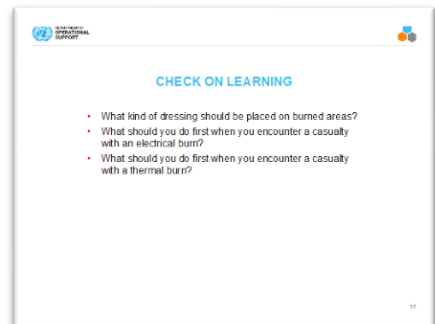 DEPARTMENT OF
OPERATIONAL
SUPPORT
CHECK ON LEARNING
• What kind of dressing should be placed on burned areas?
• What should you do first when you encounter a casualty
with an electrical burn?
• What should you do first when you encounter a casualty
with a thermal burn?